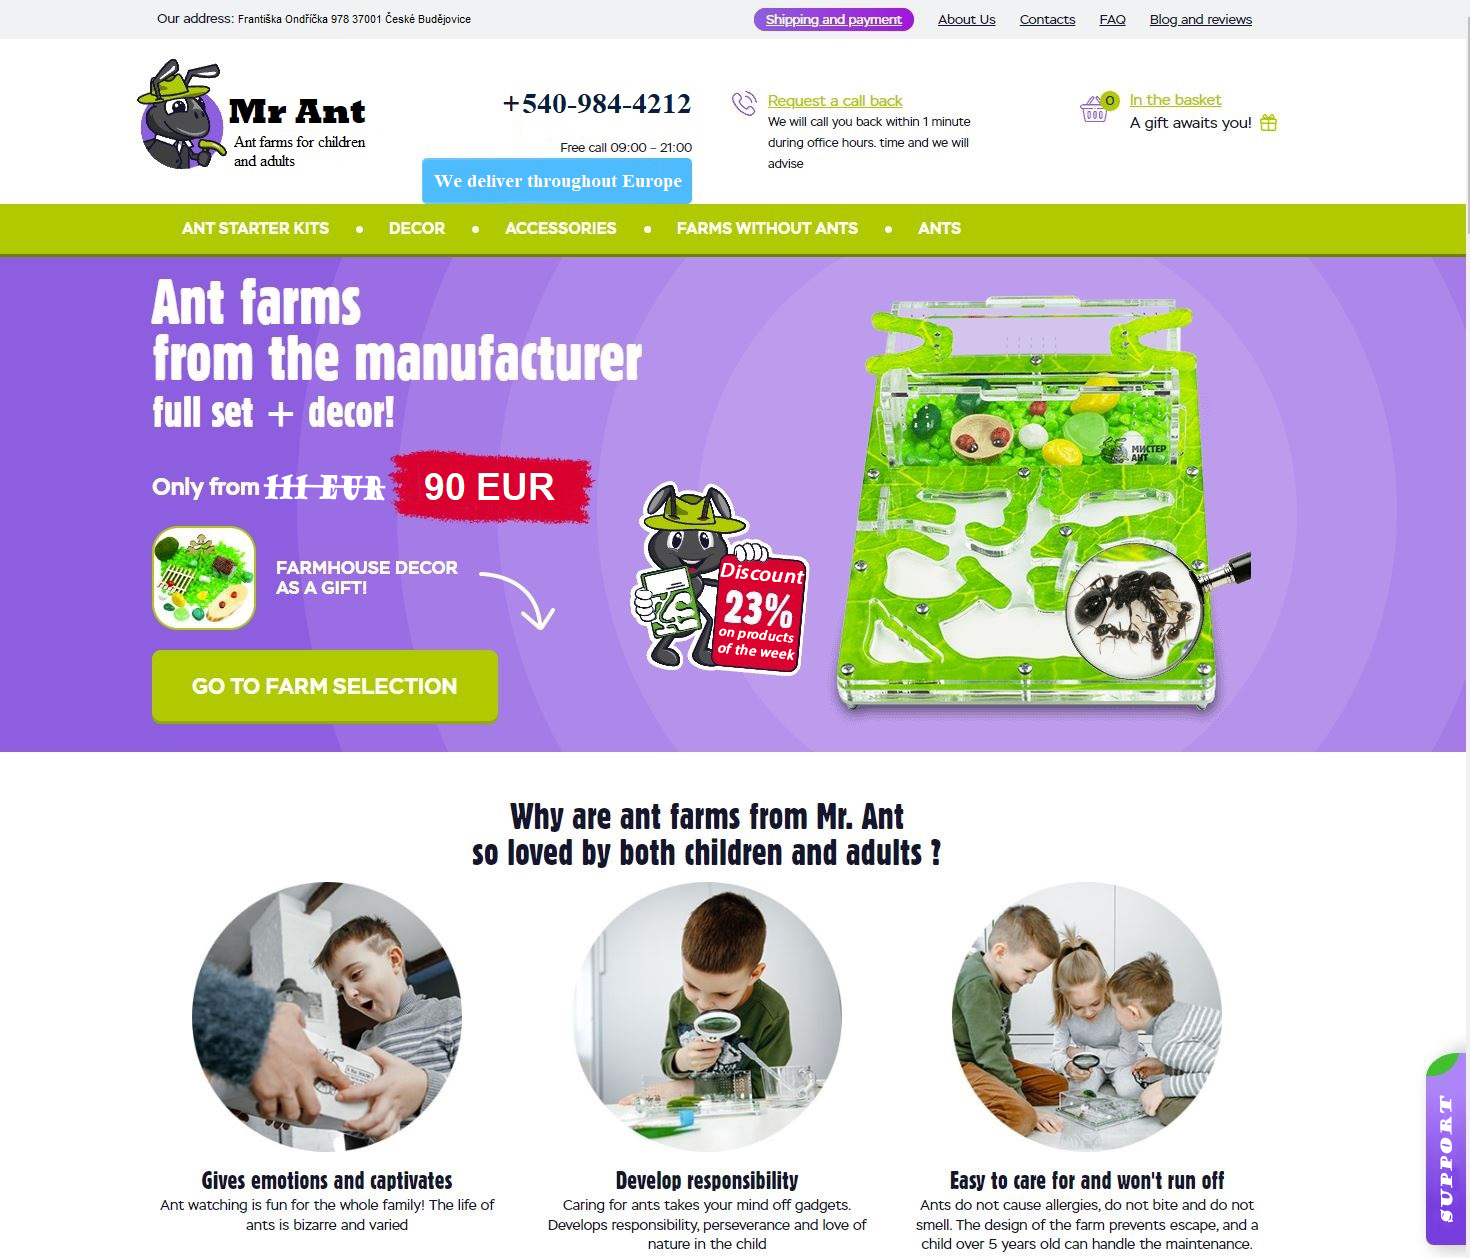 Our address: Františka Ondříčka 978 37001 České Budějovice
Shipping and payment
About Us
Contacts
FAQ
Blog and reviews
Mr Ant
Ant farms for children
and adults
+540-984-4212
Free call 09:00 – 21:00
We deliver throughout Europe
Request a call back
We will call you back within 1 minute
during office hours. time and we will
advise
0
In the basket
A gift awaits you!
ANT STARTER KITS
DECOR
ACCESSORIES
FARMS WITHOUT ANTS
ANTS
Ant farms
from the manufacturer
full set + decor!
Only from 111 EUR 90 EUR
FARMHOUSE DECOR
AS A GIFT!
GO TO FARM SELECTION
Discount
23%
on products
of the week
МИСТЕР
АНТ
Why are ant farms from Mr. Ant
so loved by both children and adults ?
Gives emotions and captivates
Ant watching is fun for the whole family! The life of
ants is bizarre and varied
Develop responsibility
Caring for ants takes your mind off gadgets.
Develops responsibility, perseverance and love of
nature in the child
Easy to care for and won't run off
Ants do not cause allergies, do not bite and do not
smell. The design of the farm prevents escape, and a
child over 5 years old can handle the maintenance.
SUPPORT